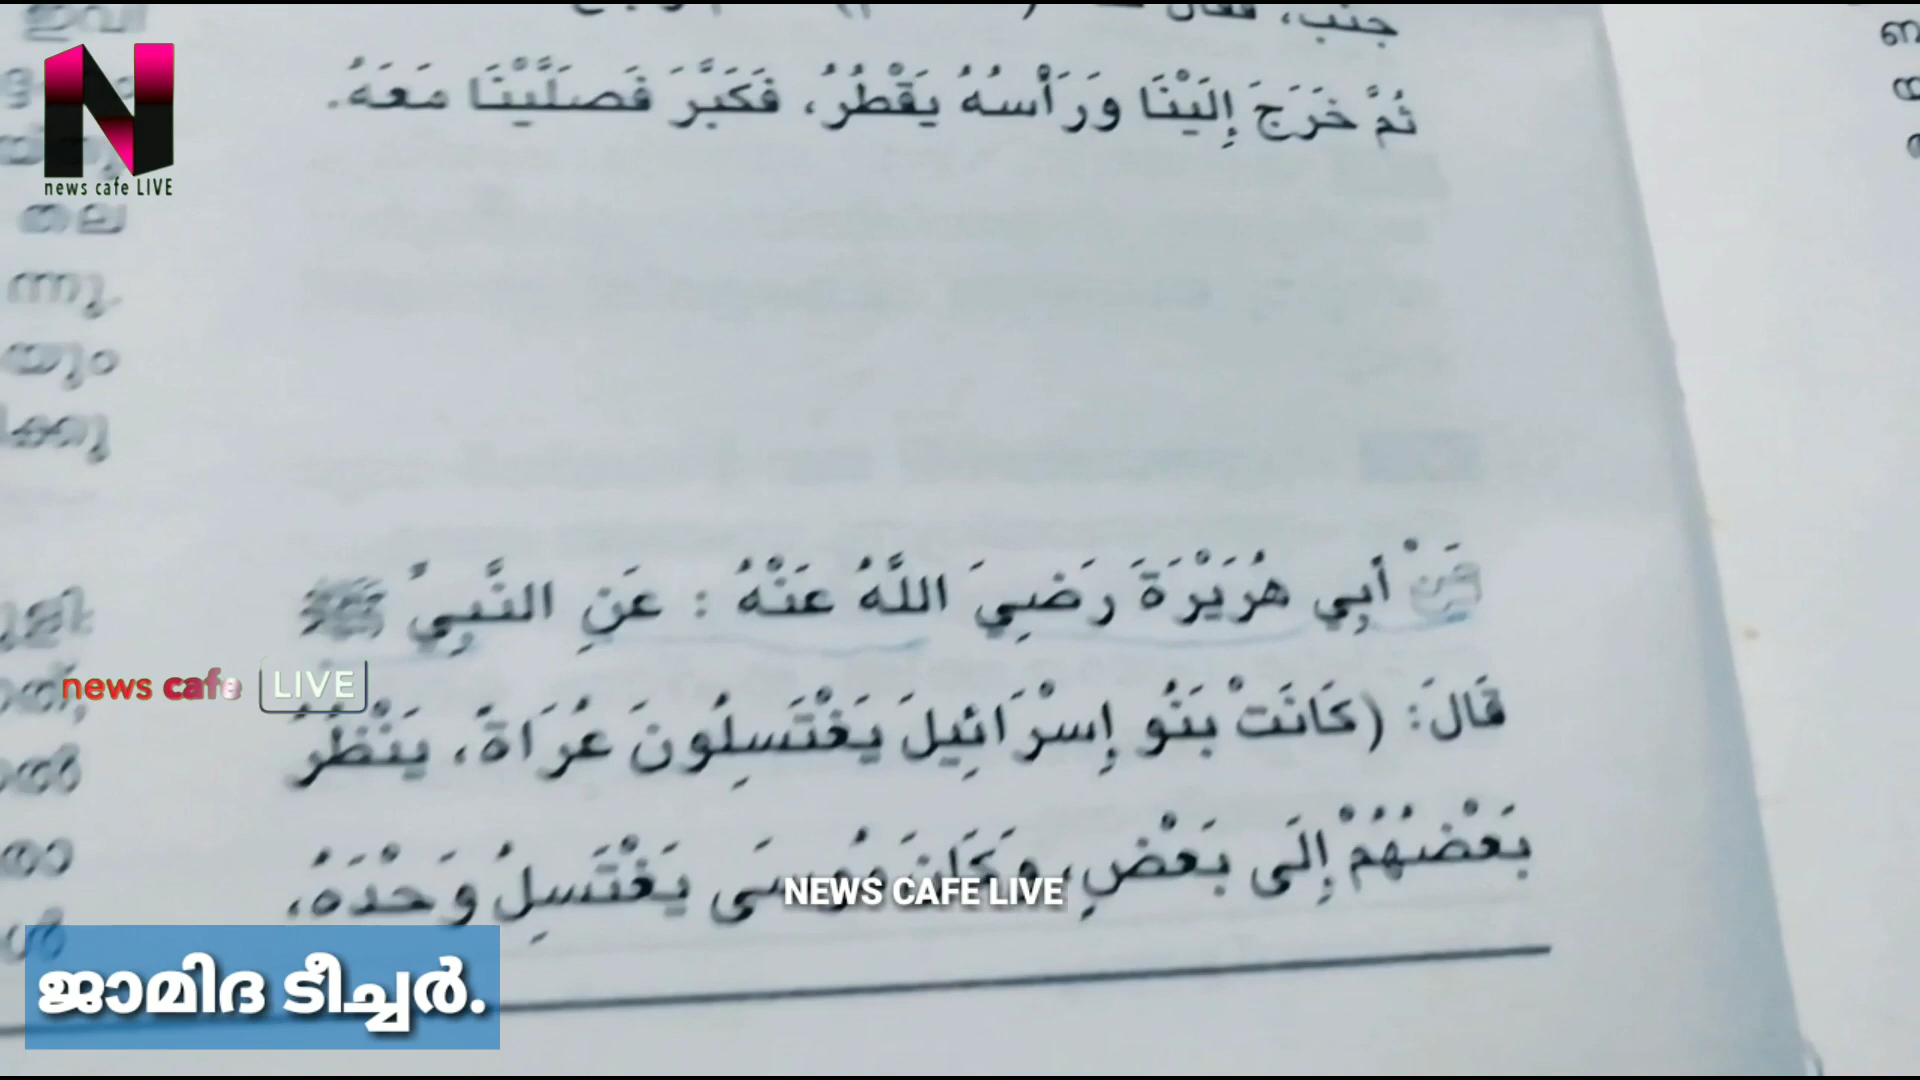 جنب، فقال
ثُمَّ خَرَجَ إِلَيْنَا وَرَأْسُهُ يَقْطُرُ، فَكَبَّرَ فَصَلَّيْنَا مَعَهُ.
عَنْ أَبِي هُرَيْرَةَ رَضِيَ اللَّهُ عَنْهُ : عَنِ النَّبِيِّ ﷺ
قَالَ: (كَانَتْ بَنُو إِسْرَائِيلَ يَغْتَسِلُونَ عُرَاةً، يَنْظُرُ
بَعْضُهُمْ إِلَى بَعْضٍ، وَكَانَ مُوسَى يَغْتَسِلُ وَحْدَهُ،
തല
ന്നു
യും
ക്കു
N
news cafe LIVE
news cafe LIVE
NEWS CAFE LIVE
ജാമിദ ടീച്ചർ.